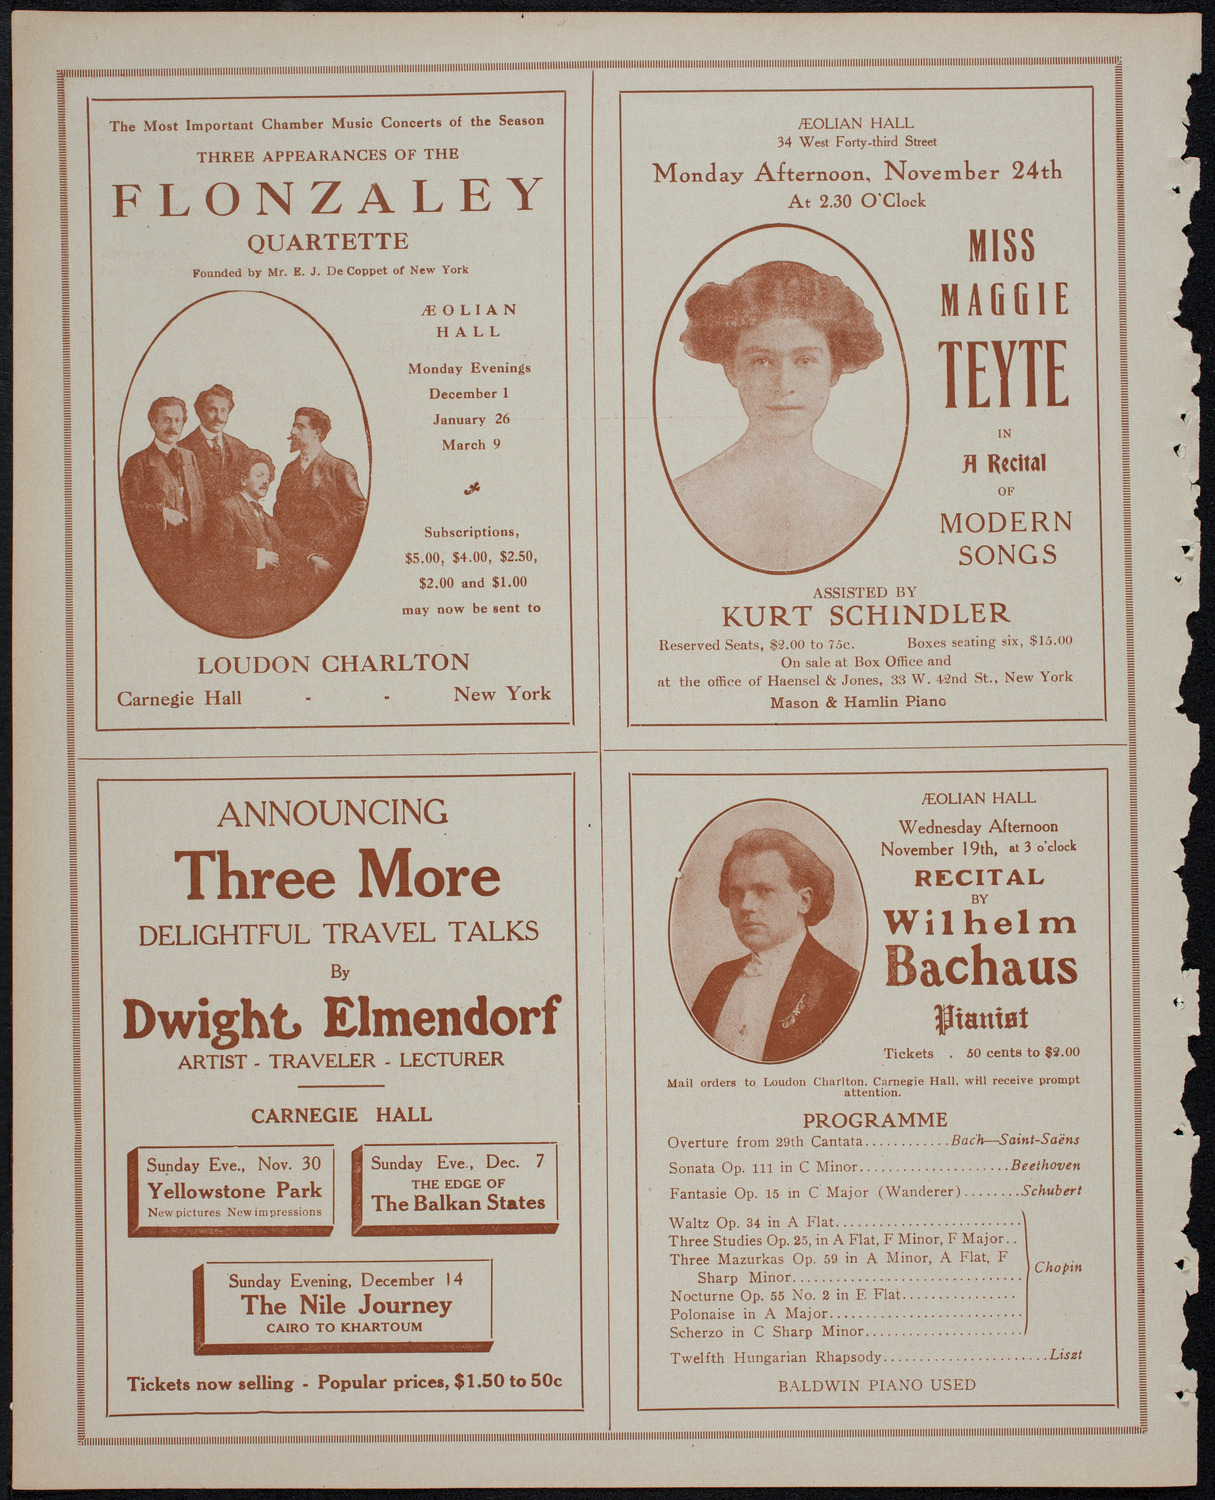 The Most Important Chamber Music Concerts of the Season
THREE APPEARANCES OF THE
FLONZALEY
QUARTETTE
Founded by Mr. E. J. De Coppet of New York
ÆOLIAN
HALL
Monday Evenings
December 1
January 26
March 9
Subscriptions,
$5.00, $4.00, $2.50,
$2.00 and $1.00
may now be sent to
LOUDON CHARLTON
Carnegie Hall - - New York
ÆOLIAN HALL
34 West Forty-third Street
Monday Afternoon, November 24th
At 2.30 O'Clock
MISS
MAGGIE
TEYTE
IN
A Recital
OF
MODERN
SONGS
ASSISTED BY
KURT SCHINDLER
Reserved Seats, $2.00 to 75c. Boxes seating six, $15.00
On sale at Box Office and
at the office of Haensel & Jones, 33 W. 42nd St., New York
Mason & Hamlin Piano
ANNOUNCING
Three More
DELIGHTFUL TRAVEL TALKS
By
Dwight Elmendorf
ARTIST - TRAVELER - LECTURER
CARNEGIE HALL
Sunday Eve., Nov. 30
Yellowstone Park
New pictures New impressions
Sunday Eve., Dec. 7
THE EDGE OF
The Balkan States
Sunday Evening, December 14
The Nile Journey
CAIRO TO KHARTOUM
Tickets now selling - Popular prices, $1.50 to 50c
ÆOLIAN HALL
Wednesday Afternoon
November 19th, at 3 o'clock
RECITAL
BY
Wilhelm
Bachaus
Pianist
Tickets . 50 cents to $2.00
Mail orders to Loudon Charlton, Carnegie Hall, will receive prompt
attention.
PROGRAMME
Overture from 29th Cantata............Bach—Saint-Saëns
Sonata Op. 111 in C Minor.....................Beethoven
Fantasie Op. 15 in C Major (Wanderer)........Schubert
Waltz Op. 34 in A Flat..........................
Three Studies Op. 25, in A Flat, F Minor, F Major..
Three Mazurkas Op. 59 in A Minor, A Flat, F
Sharp Minor................................
Chopin
Nocturne Op. 55 No. 2 in E Flat................
Polonaise in A Major...........................
Scherzo in C Sharp Minor......................
Twelfth Hungarian Rhapsody.......................Liszt
BALDWIN PIANO USED